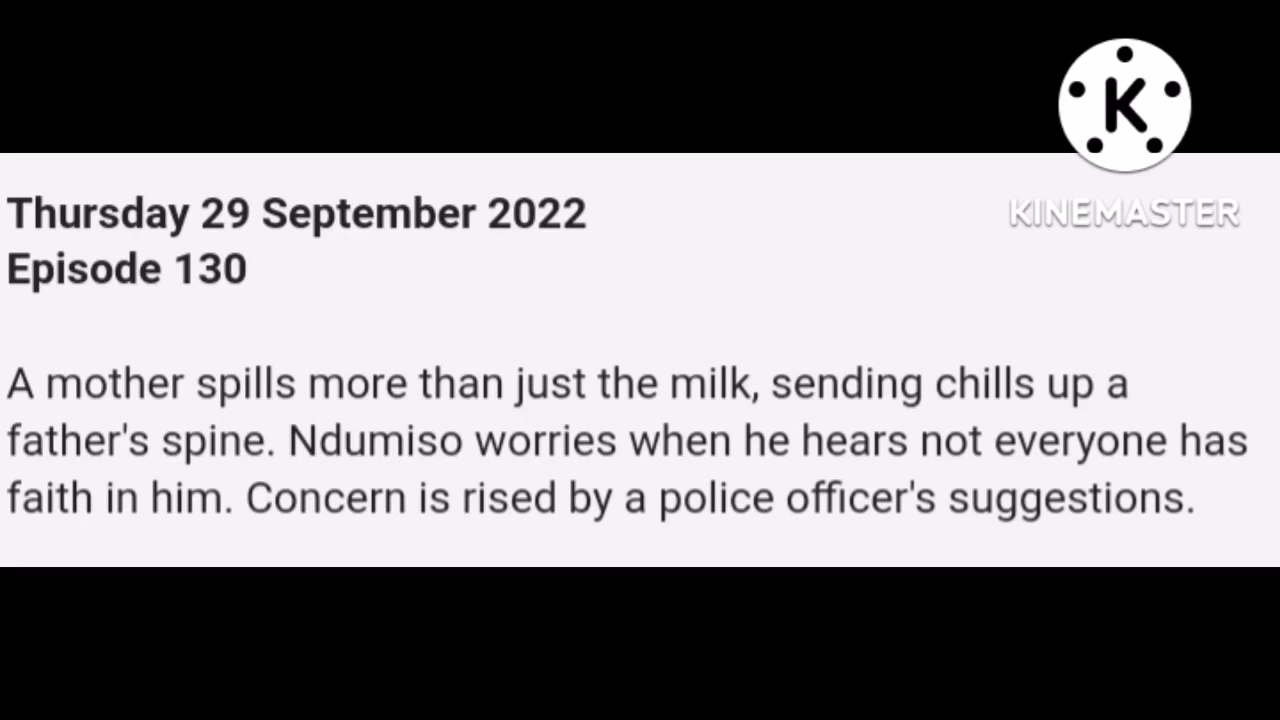 K
KINEMASTER
Thursday 29 September 2022
Episode 130
A mother spills more than just the milk, sending chills up a
father's spine. Ndumiso worries when he hears not everyone has
faith in him. Concern is rised by a police officer's suggestions.